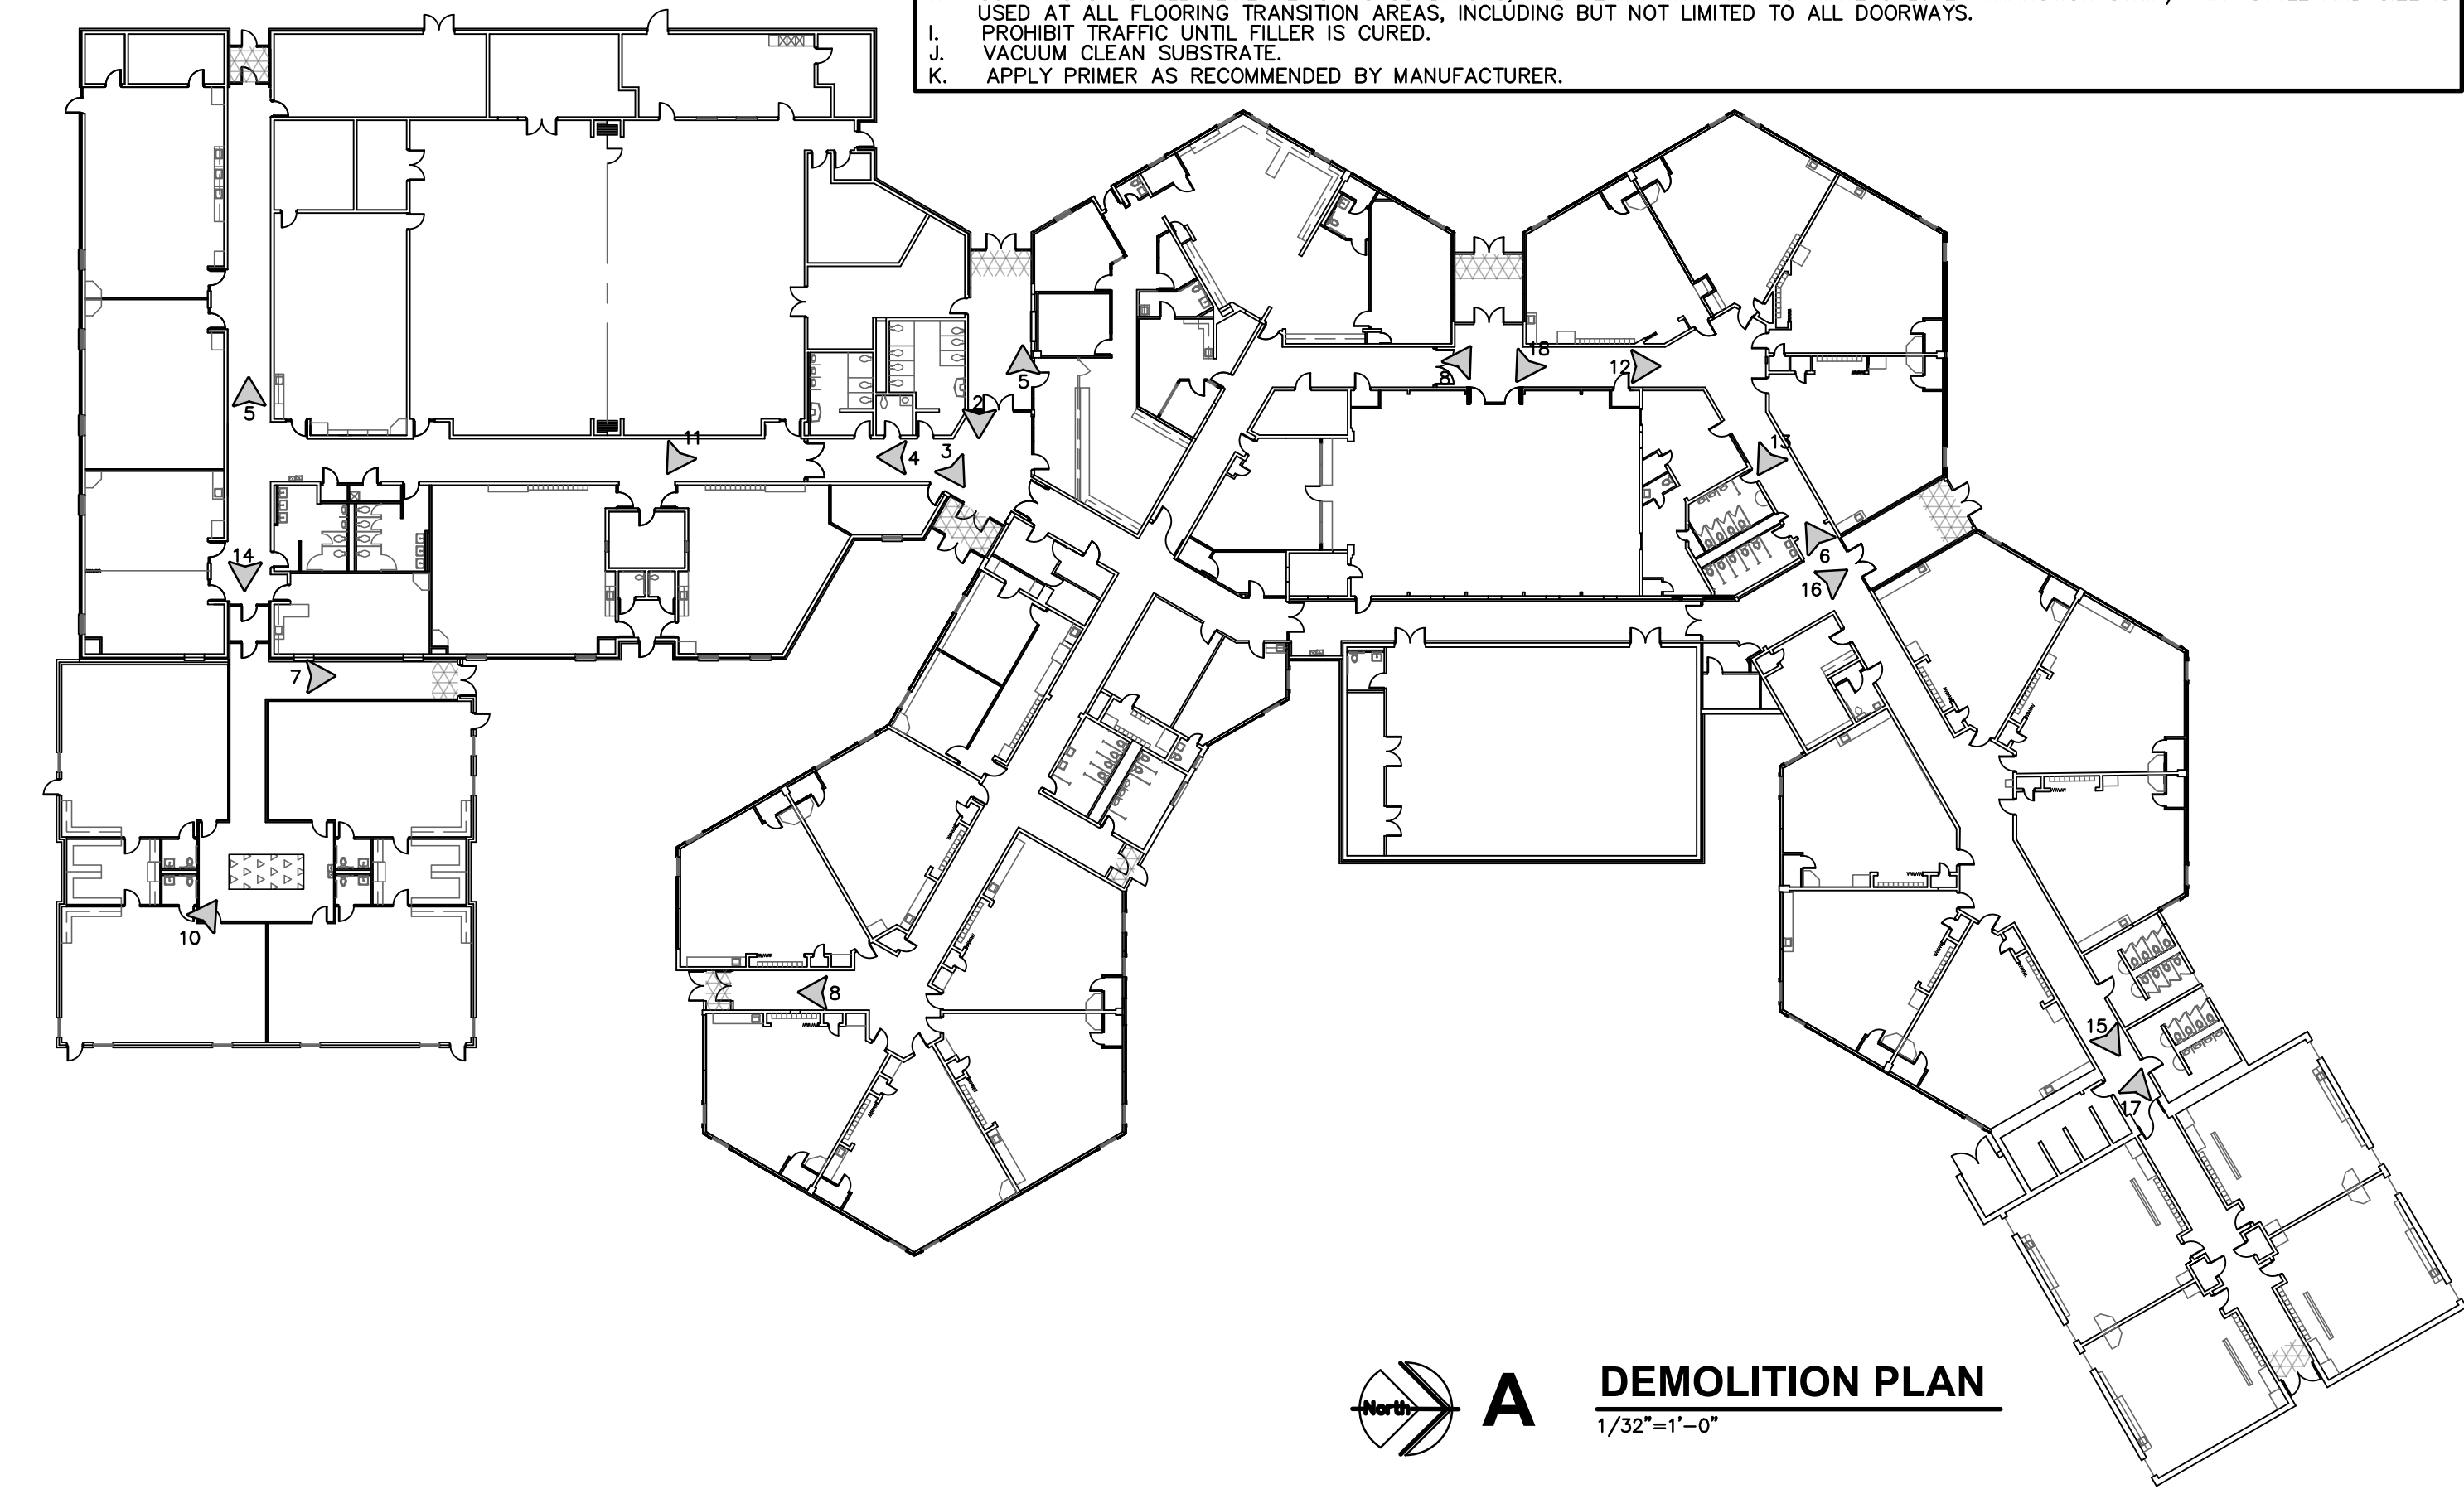 USED AT ALL FLOORING TRANSITION AREAS, INCLUDING BUT NOT LIMITED TO ALL DOORWAYS.
I. PROHIBIT TRAFFIC UNTIL FILLER IS CURED.
J. VACUUM CLEAN SUBSTRATE.
K. APPLY PRIMER AS RECOMMENDED BY MANUFACTURER.
18
12
5
5
2
11
4
3
13
14
6
16
7
10
8
15
17
North
A
DEMOLITION PLAN
1/32"=1'-0"